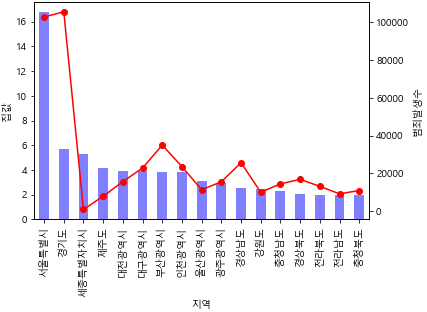 16
14
12
10
8
6
4
2
0
집값
100000
80000
60000
40000
20000
0
범죄발생수
서울특별시
경기도
세종특별자치시
제주도
대전광역시
대구광역시
부산광역시
인천광역시
울산광역시
광주광역시
경상남도
강원도
충청남도
경상북도
전라북도
전라남도
충청북도
지역